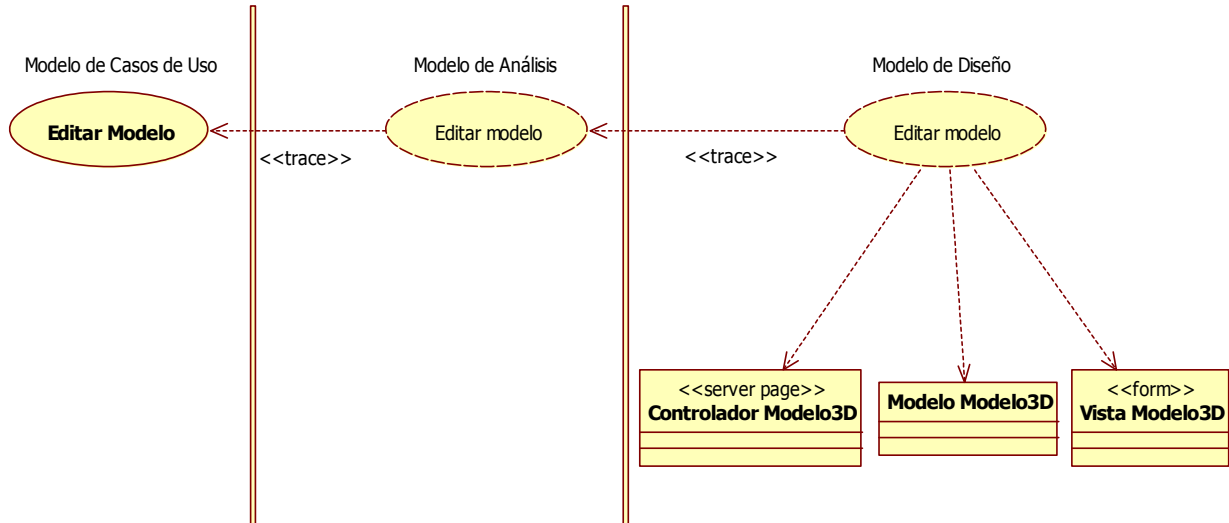 Modelo de Casos de Uso
Modelo de Análisis
Modelo de Diseño
Editar Modelo
Editar modelo
Editar modelo
<<trace>>
<<trace>>
<<server page>>
Controlador Modelo3D
Modelo Modelo3D
<<form>>
Vista Modelo3D